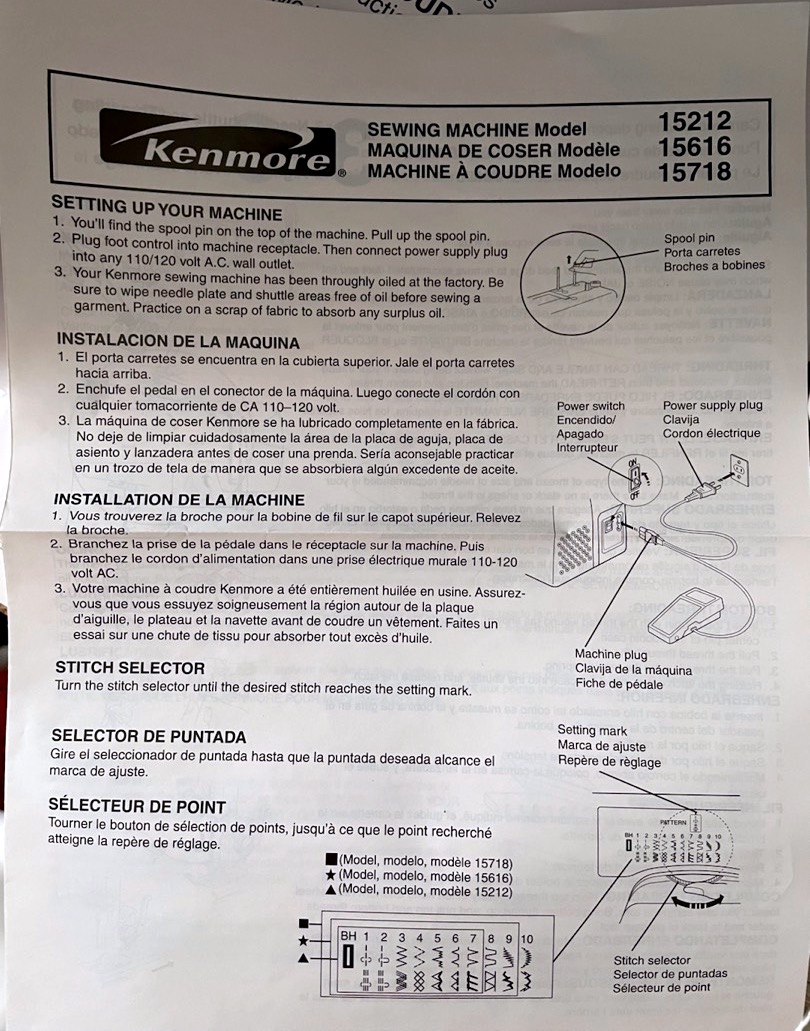 Kenmore®
SEWING MACHINE Model
MAQUINA DE COSER Modèle
MACHINE À COUDRE Modelo
15212
15616
15718
SETTING UP YOUR MACHINE
1. You'll find the spool pin on the top of the machine. Pull up the spool pin.
2. Plug foot control into machine receptacle. Then connect power supply plug
into any 110/120 volt A.C. wall outlet.
3. Your Kenmore sewing machine has been throughly oiled at the factory. Be
sure to wipe needle plate and shuttle areas free of oil before sewing a
garment. Practice on a scrap of fabric to absorb any surplus oil.
Spool pin
Porta carretes
Broches a bobines
INSTALACION DE LA MAQUINA
1. El porta carretes se encuentra en la cubierta superior. Jale el porta carretes
hacia arriba.
2. Enchufe el pedal en el conector de la máquina. Luego conecte el cordón con
cualquier tomacorriente de CA 110–120 volt.
3. La máquina de coser Kenmore se ha lubricado completamente en la fábrica.
No deje de limpiar cuidadosamente la área de la placa de aguja, placa de
asiento y lanzadera antes de coser una prenda. Sería aconsejable practicar
en un trozo de tela de manera que se absorbiera algún excedente de aceite.
Power switch
Encendido/
Apagado
Interrupteur
Power supply plug
Clavija
Cordon électrique
ON
OFF
INSTALLATION DE LA MACHINE
1. Vous trouverez la broche pour la bobine de fil sur le capot supérieur. Relevez
la broche.
2. Branchez la prise de la pédale dans le réceptacle sur la machine. Puis
branchez le cordon d'alimentation dans une prise électrique murale 110-120
volt AC.
3. Votre machine à coudre Kenmore a été entièrement huilée en usine. Assurez-
vous que vous essuyez soigneusement la région autour de la plaque
d'aiguille, le plateau et la navette avant de coudre un vêtement. Faites un
essai sur une chute de tissu pour absorber tout excès d'huile.
Machine plug
Clavija de la máquina
Fiche de pédale
STITCH SELECTOR
Turn the stitch selector until the desired stitch reaches the setting mark.
SELECTOR DE PUNTADA
Gire el seleccionador de puntada hasta que la puntada deseada alcance el
marca de ajuste.
Setting mark
Marca de ajuste
Repère de règlage
SÉLECTEUR DE POINT
Tourner le bouton de sélection de points, jusqu'à ce que le point recherché
atteigne la repère de réglage.
■ (Model, modelo, modèle 15718)
★ (Model, modelo, modèle 15616)
▲ (Model, modelo, modèle 15212)
PATTERN
BH 1 2 3 4 5 6 7 8 9 10
■
★
▲
BH 1 2 3 4 5 6 7 8 9 10
Stitch selector
Selector de puntadas
Sélecteur de point